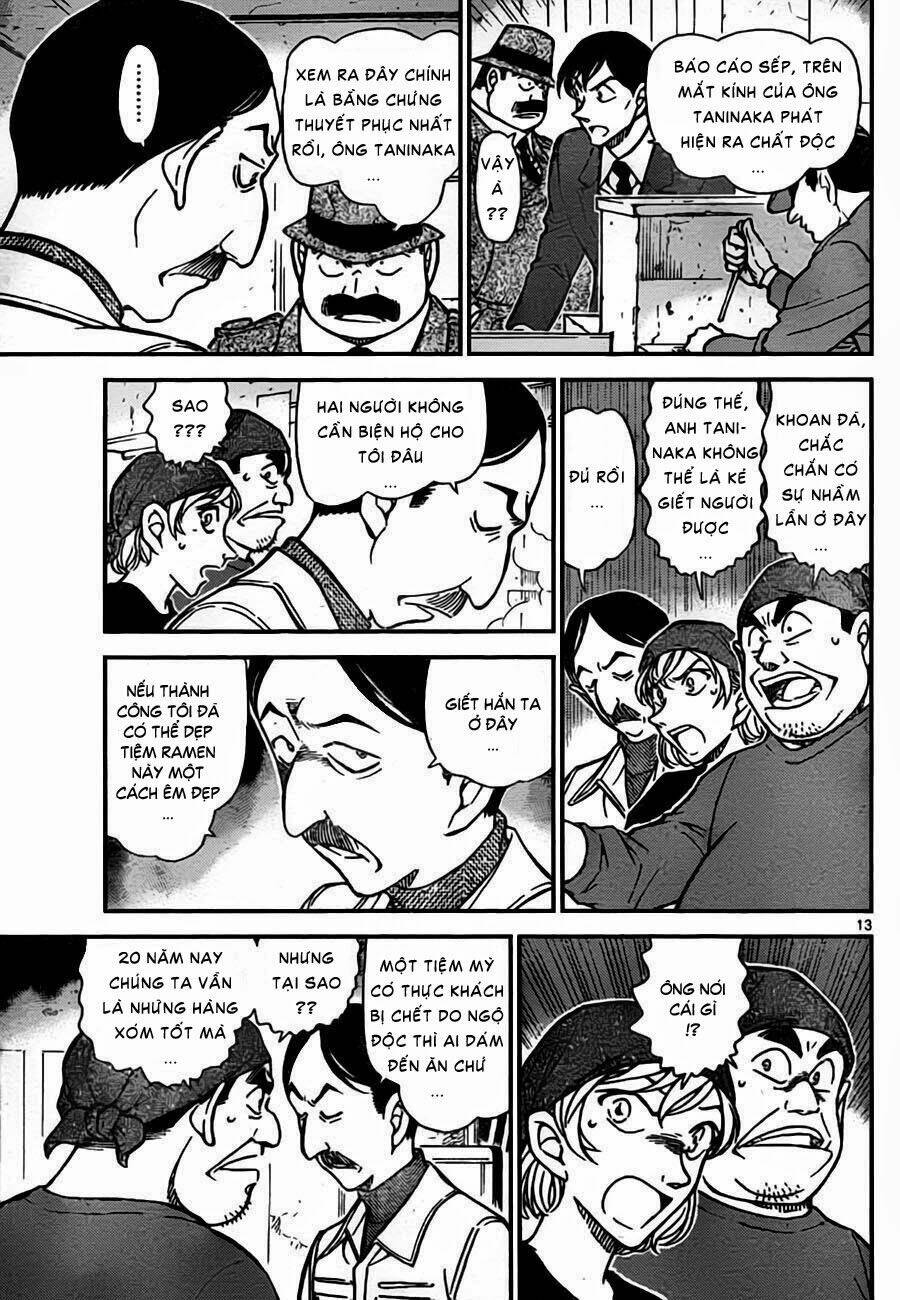 BÁO CÁO SẾP, TRÊN
MẮT KÍNH CỦA ÔNG
TANINAKA PHÁT
HIỆN RA CHẤT ĐỘC
...
VẬY
À
??
XEM RA ĐÂY CHÍNH
LÀ BẰNG CHỨNG
THUYẾT PHỤC NHẤT
RỒI, ÔNG TANINAKA
...
.........
KHOAN ĐÃ,
CHẮC
CHẮN CÓ
SỰ NHẦM
LẪN Ở ĐÂY
...
ĐÚNG THẾ,
ANH TANI-
NAKA KHÔNG
THỂ LÀ KẺ
GIẾT NGƯỜI
ĐƯỢC
...
ĐỦ RỒI
...
HAI NGƯỜI KHÔNG
CẦN BIỆN HỘ CHO
TÔI ĐÂU
...
SAO
???
GIẾT HẮN TA
Ở ĐÂY
...
NẾU THÀNH
CÔNG TÔI ĐÃ
CÓ THỂ DẸP
TIỆM RAMEN
NÀY MỘT
CÁCH ÊM ĐẸP
...
13
ÔNG NÓI
CÁI GÌ
!?
MỘT TIỆM MỲ
CÓ THỰC KHÁCH
BỊ CHẾT DO NGỘ
ĐỘC THÌ AI DÁM
ĐẾN ĂN CHỨ
...
NHƯNG
TẠI SAO
??
20 NĂM NAY
CHÚNG TA VẪN
LÀ NHỮNG HÀNG
XÓM TỐT MÀ
...